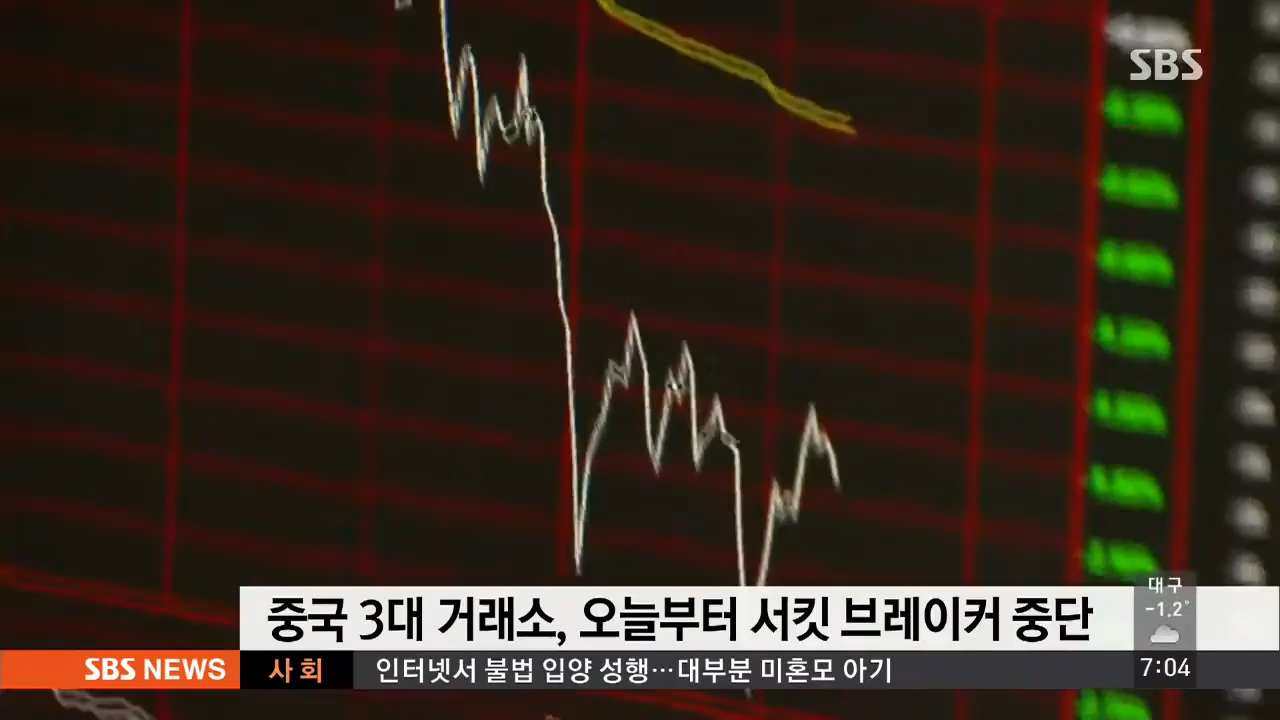 SBS
중국 3대 거래소, 오늘부터 서킷 브레이커 중단
대구
-1.2°
SBS NEWS
사회
인터넷서 불법 입양 성행…대부분 미혼모 아기
7:04